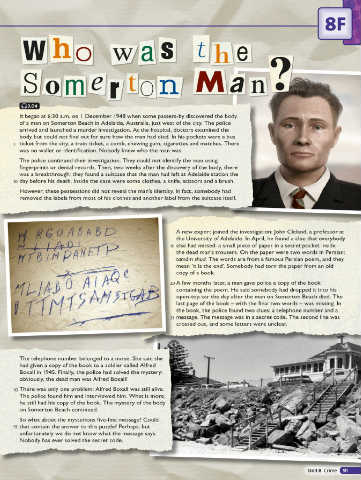 8F
Who was the
Somerton Man?
3.04
It began at 6.30 a.m. on 1 December 1948 when some passers-by discovered the body
of a man on Somerton Beach in Adelaide, Australia, just west of the city. The police
arrived and launched a murder investigation. At the hospital, doctors examined the
body, but could not find out for sure how the man had died. In his pockets were a bus
ticket from the city, a train ticket, a comb, chewing gum, cigarettes and matches. There
was no wallet or identification. Nobody knew who the man was.
The police continued their investigation. They could not identify the man using
fingerprints or dental records. Then, two weeks after the discovery of the body, there
was a breakthrough: they found a suitcase that the man had left at Adelaide station the
day before his death. Inside the case were some clothes, a knife, scissors and a brush.
However, these possessions did not reveal the man's identity. In fact, somebody had
removed the labels from most of his clothes and another label from the suitcase itself.
A new expert joined the investigation: John Cleland, a professor at
the University of Adelaide. In April, he found a clue that everybody
else had missed: a small piece of paper in a secret pocket inside
the dead man's trousers. On the paper were two words in Persian:
tamám shud. The words are from a famous Persian poem, and they
mean 'it is the end'. Somebody had torn the paper from an old
copy of a book.
A few months later, a man gave police a copy of the book
containing the poem. He said somebody had dropped it into his
open-top car the day after the man on Somerton Beach died. The
last page of the book – with the final two words – was missing. In
the book, the police found two clues: a telephone number and a
message. The message was in a secret code. The second line was
crossed out, and some letters were unclear.
MRGOABABD
MLIAOI
MTBIMPANETP
MLIABO AIAQC
ITTMTSAMSTGAB
The telephone number belonged to a nurse. She said she
had given a copy of the book to a soldier called Alfred
Boxall in 1945. Finally, the police had solved the mystery:
obviously, the dead man was Alfred Boxall!
There was only one problem: Alfred Boxall was still alive.
The police found him and interviewed him. What is more,
he still had his copy of the book. The mystery of the body
on Somerton Beach continued.
So what about the mysterious five-line message? Could
that contain the answer to this puzzle? Perhaps, but
unfortunately we do not know what the message says.
Nobody has ever solved the secret code.
Unit 8 Crime 91